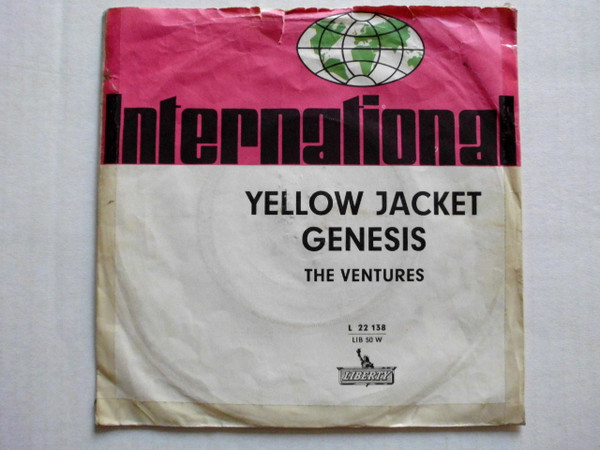 International
YELLOW JACKET
GENESIS
THE VENTURES
L 22 138
LIB 50 W
LIBERTY